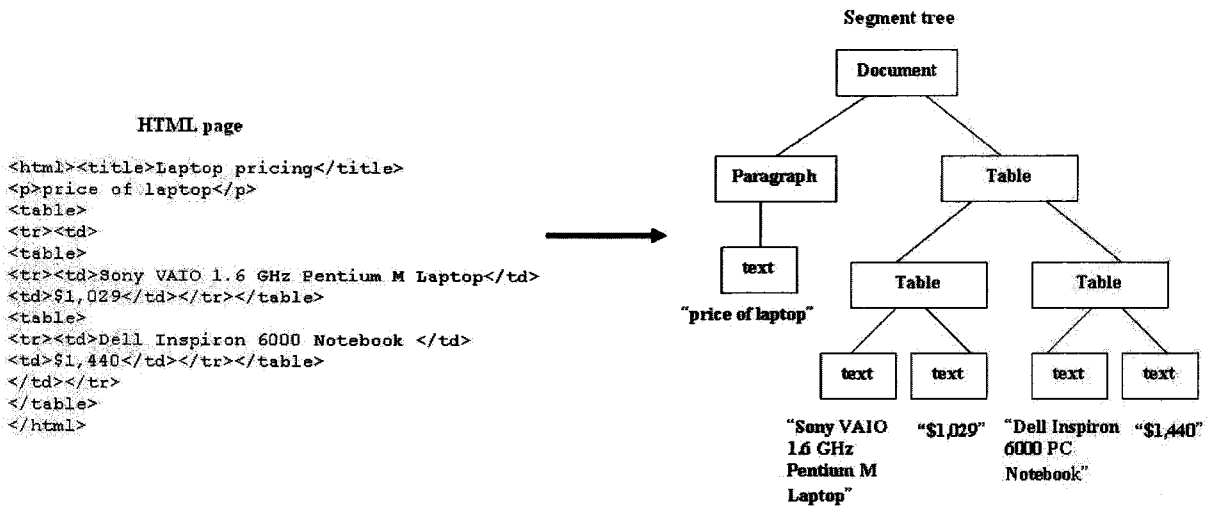 Segment tree
Document
HTML page
<html><title>Laptop pricing</title>
<p>price of laptop</p>
<table>
<tr><td>
<table>
<tr><td>Sony VAIO 1.6 GHz Pentium M Laptop</td>
<td>$1,029</td></tr></table>
<table>
<tr><td>Dell Inspiron 6000 Notebook </td>
<td>$1,440</td></tr></table>
</td></tr>
</table>
</html>
Paragraph
Table
text
"price of laptop"
Table
Table
text
text
text
text
"Sony VAIO
1.6 GHz
Pentium M
Laptop"
"$1,029"
"Dell Inspiron
6000 PC
Notebook"
"$1,440"